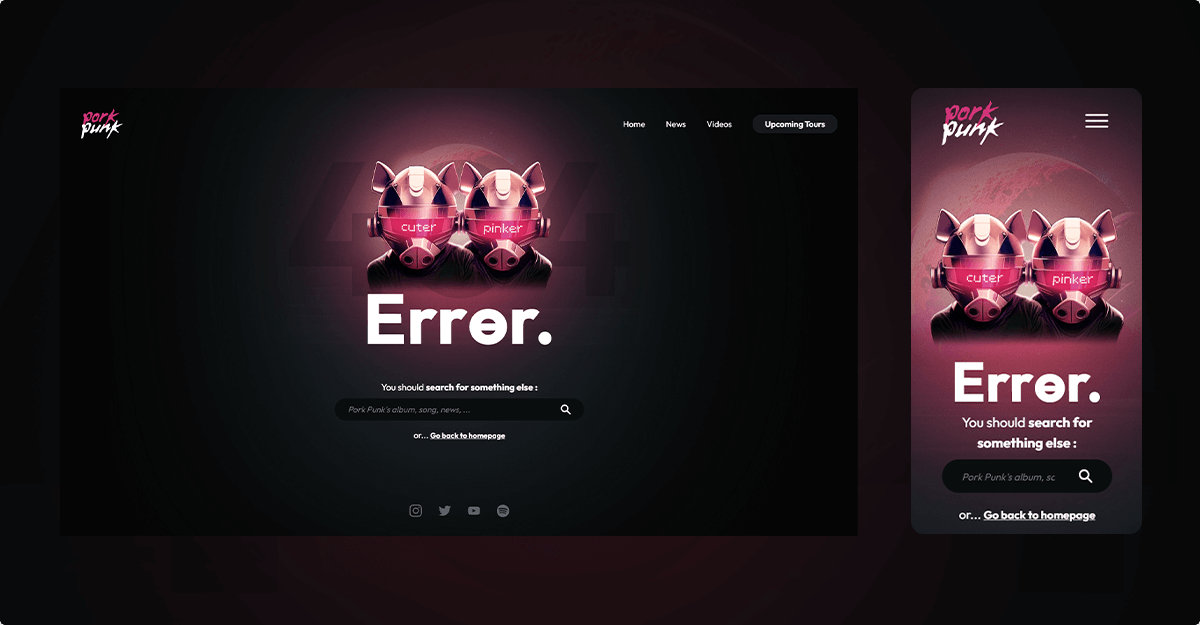 pork
punk
Home
News
Videos
Upcoming Tours
404
cuter
pinker
Error.
You should search for something else :
Pork Punk's album, song, news, ...
or... Go back to homepage
pork
punk
cuter
pinker
Error.
You should search for
something else :
Pork Punk's album, sc
or... Go back to homepage